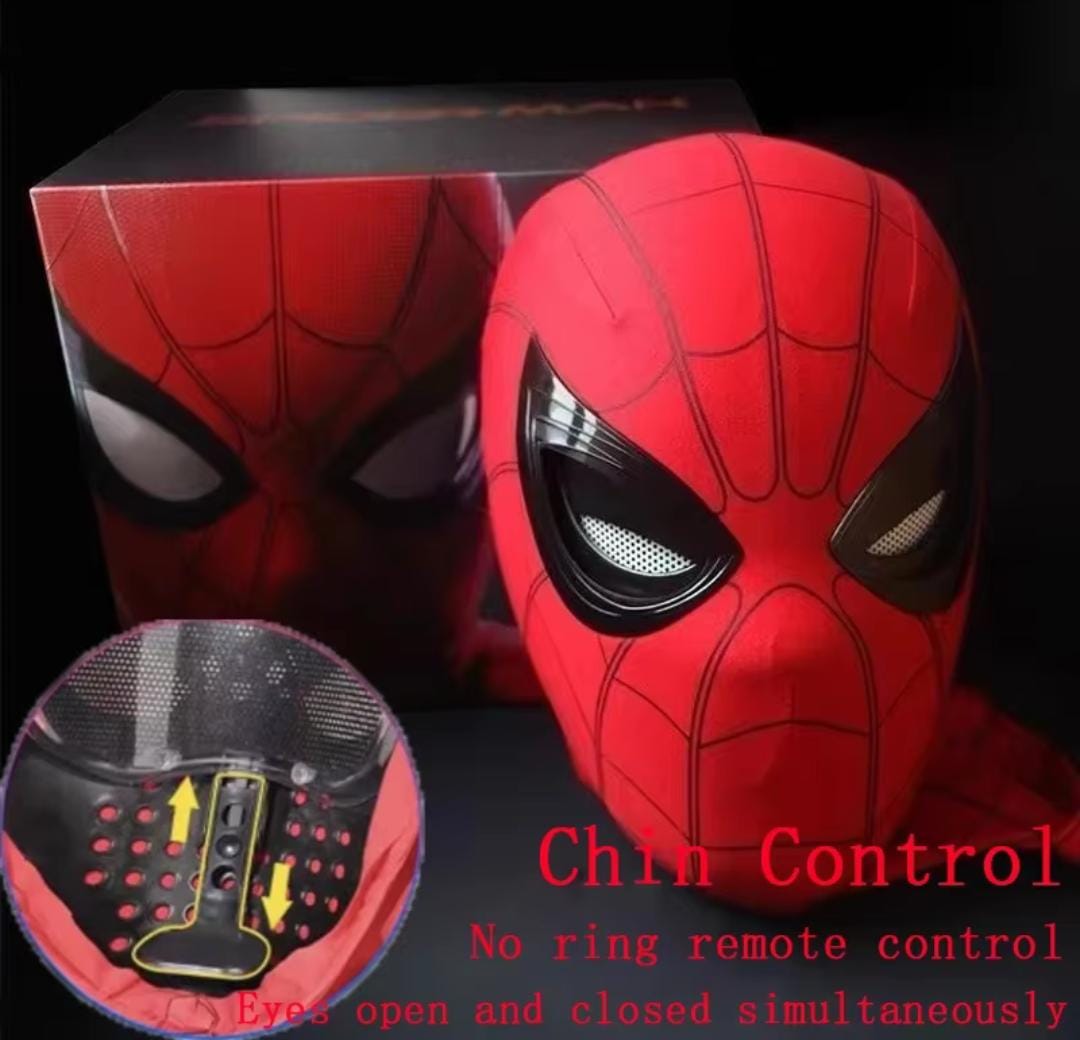 Chin Control
No ring remote control
Eyes open and closed simultaneously